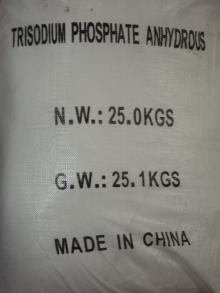 TRISODIUM PHOSPHATE ANHYDROUS
N.W.: 25.0KGS
G.W.: 25.1KGS
MADE IN CHINA